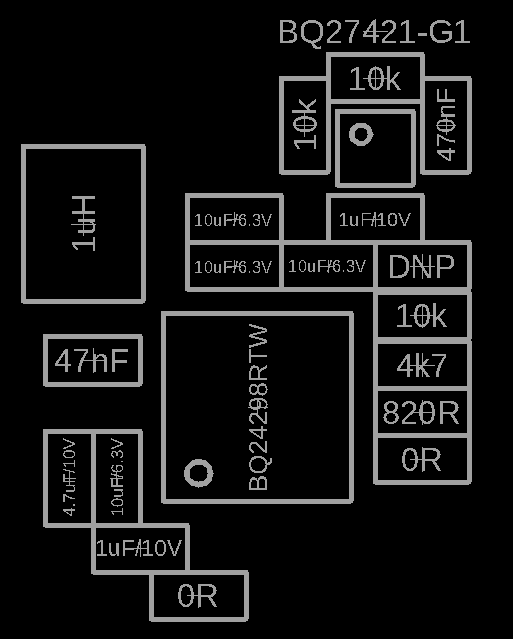 BQ27421-G1
10k
10k
470nF
1uH
10uF/6.3V
1uF/10V
10uF/6.3V
10uF/6.3V
DNP
10k
47nF
BQ24298RTW
4k7
820R
0R
4.7uF/10V
10uF/6.3V
1uF/10V
0R